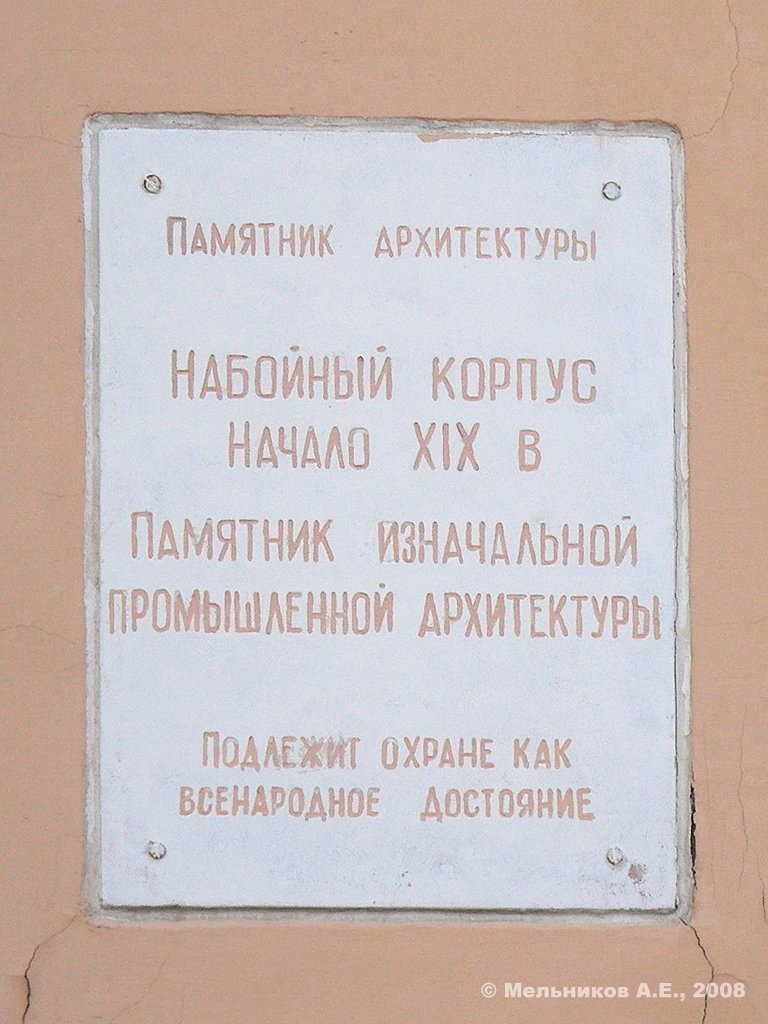 Памятник архитектуры
Набойный корпус
Начало XIX в
Памятник изначальной
промышленной архитектуры
Подлежит охране как
всенародное достояние
© Мельников А.Е., 2008